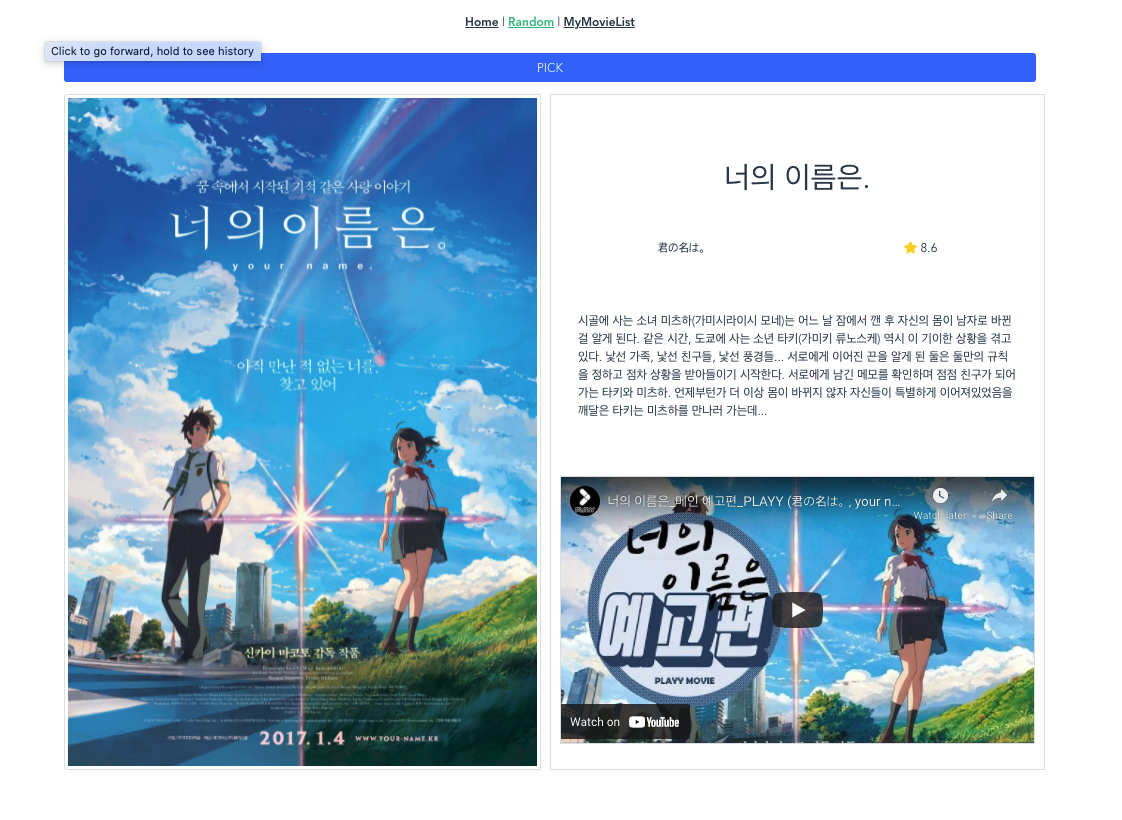 Home | Random | MyMovieList
Click to go forward, hold to see history
PICK
꿈 속에서 시작된 기적 같은 사랑 이야기
너의 이름은。
your name.
아직 만난 적 없는 너를,
찾고 있어
신카이 마코토 감독 작품
2017.1.4 WWW.YOUR-NAME.KR
너의 이름은.
君の名は。
8.6
시골에 사는 소녀 미츠하(가미시라이시 모네)는 어느 날 잠에서 깬 후 자신의 몸이 남자로 바뀐
걸 알게 된다. 같은 시간, 도쿄에 사는 소년 타키(가미키 류노스케) 역시 이 기이한 상황을 겪고
있다. 낯선 가족, 낯선 친구들, 낯선 풍경들... 서로에게 이어진 끈을 알게 된 둘은 둘만의 규칙
을 정하고 점차 상황을 받아들이기 시작한다. 서로에게 남긴 메모를 확인하며 점점 친구가 되어
가는 타키와 미츠하. 언제부턴가 더 이상 몸이 바뀌지 않자 자신들이 특별하게 이어져있었음을
깨달은 타키는 미츠하를 만나러 가는데...
PLAYY
너의 이름은_메인 예고편_PLAYY (君の名は。, your n...
Watch later
Share
너의
이름은
예고편
PLAYY MOVIE
Watch on YouTube